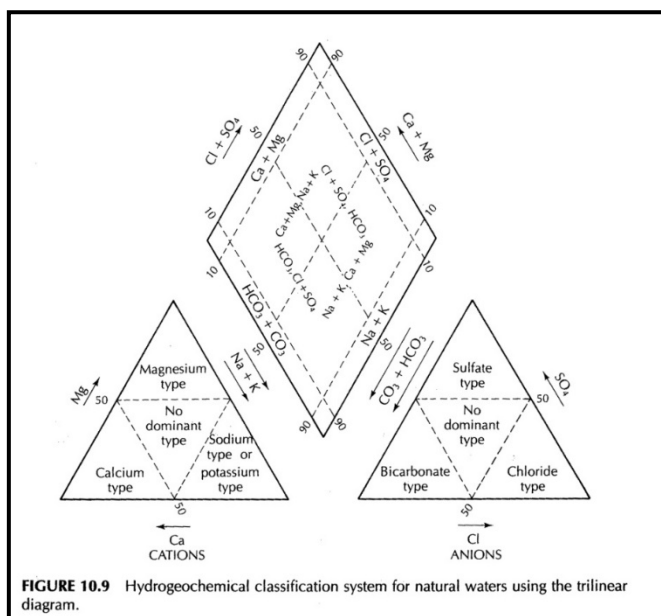 90
90
Cl + SO₄
50
Ca + Mg
Cl + SO₄
50
Ca + Mg
Ca+Mg, Na+K
Cl + SO₄, HCO₃
10
10
10
10
HCO₃, Cl + SO₄
Na + K, Ca + Mg
HCO₃ + CO₃
Na + K
50
50
Na + K
CO₃ + HCO₃
90
90
Mg
50
Magnesium
type
No
dominant
type
Calcium
type
Sodium
type or
potassium
type
50
Ca
CATIONS
Sulfate
type
50
SO₄
No
dominant
type
Bicarbonate
type
Chloride
type
50
Cl
ANIONS
FIGURE 10.9 Hydrogeochemical classification system for natural waters using the trilinear
diagram.